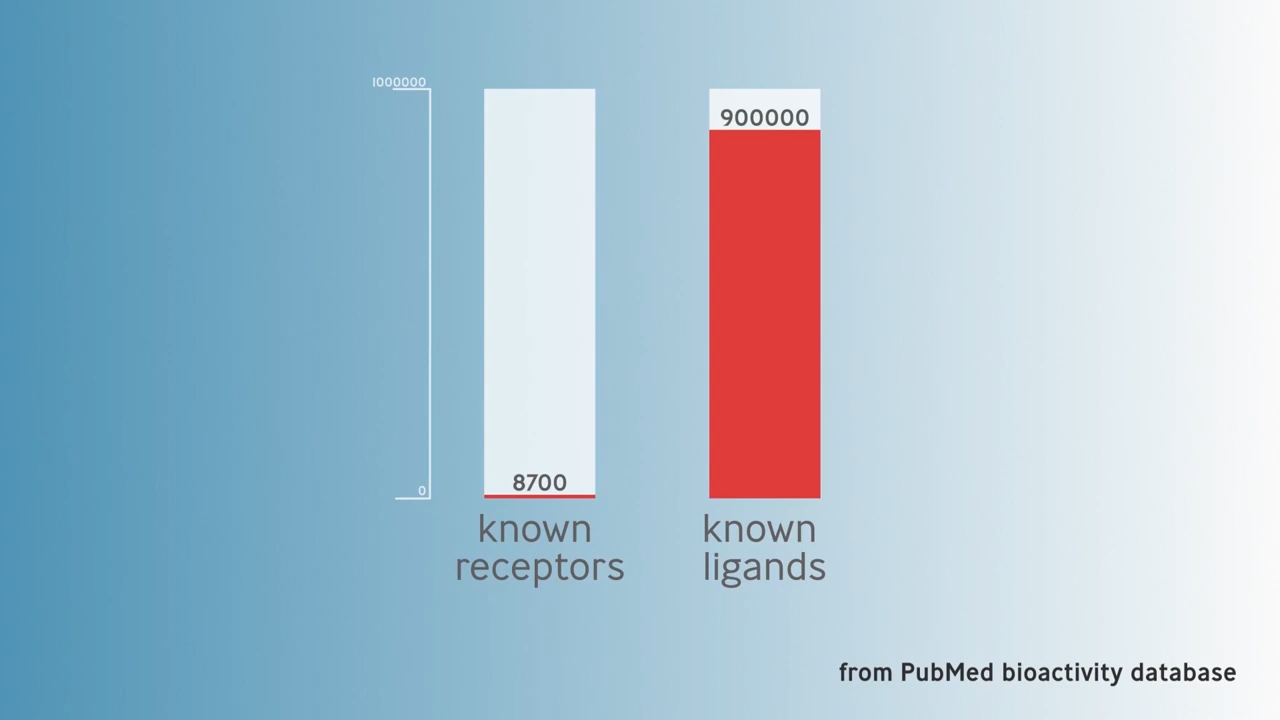 1000000
900000
8700
0
known
receptors
known
ligands
from PubMed bioactivity database